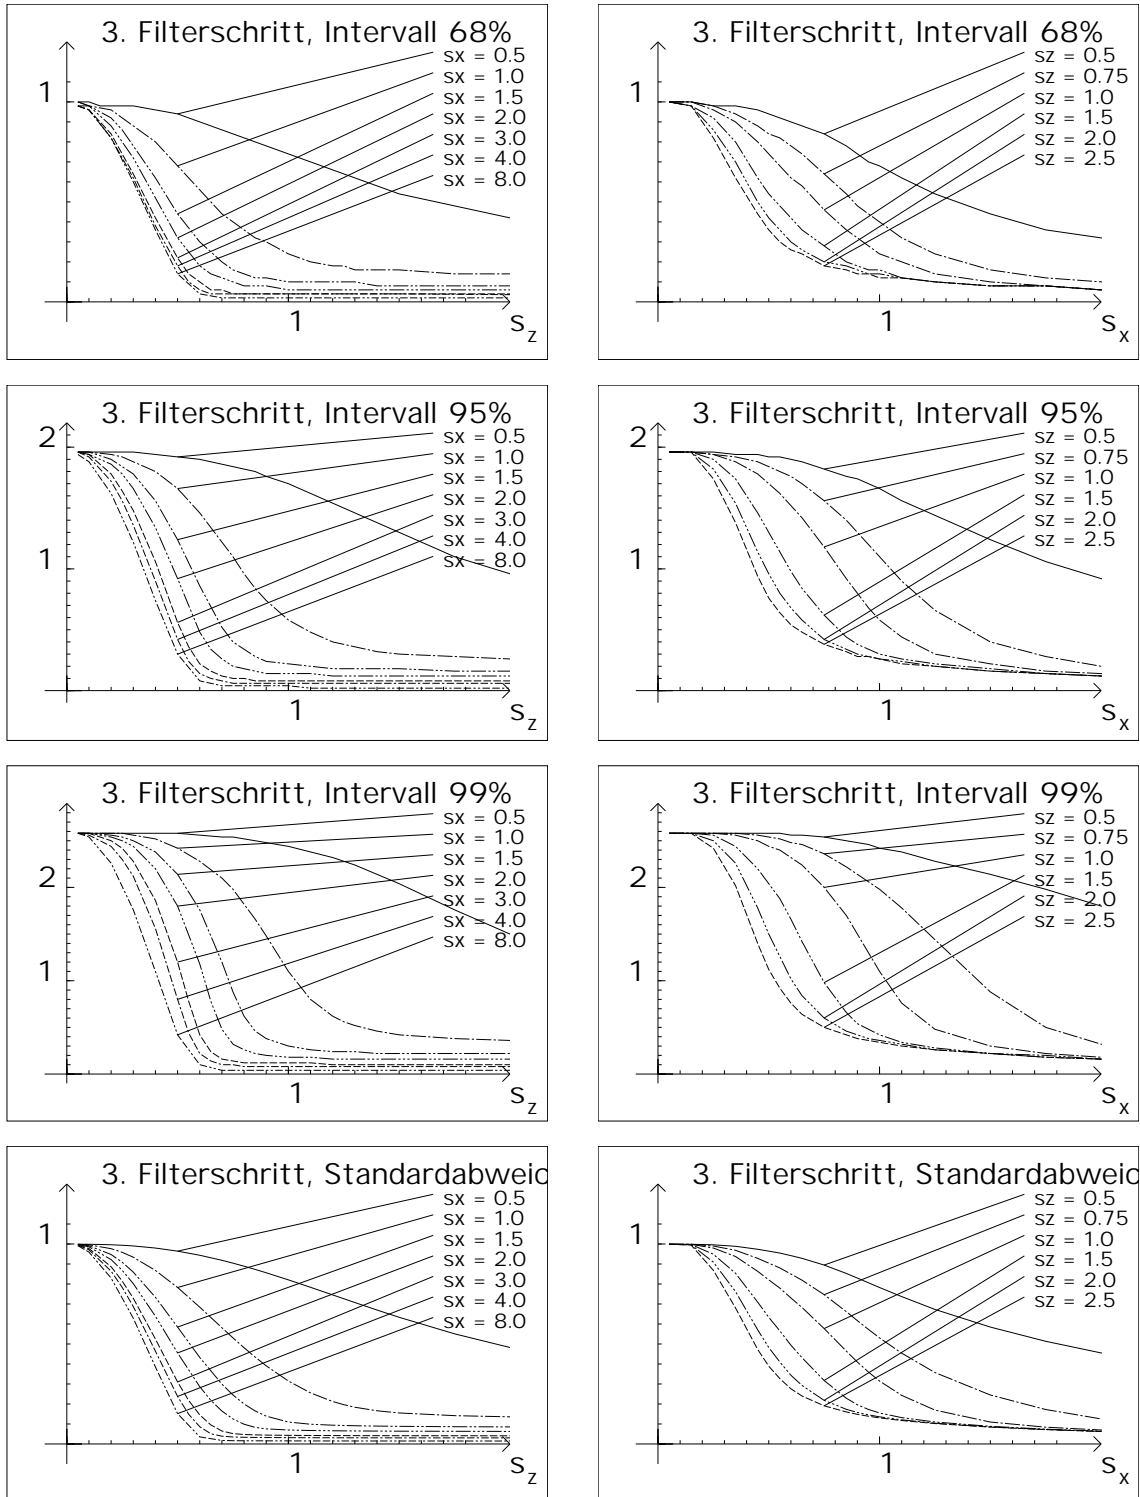 3. Filterschritt, Intervall 68%
sx = 0.5
sx = 1.0
sx = 1.5
sx = 2.0
sx = 3.0
sx = 4.0
sx = 8.0
1
1
sz
3. Filterschritt, Intervall 68%
sz = 0.5
sz = 0.75
sz = 1.0
sz = 1.5
sz = 2.0
sz = 2.5
1
1
sx
3. Filterschritt, Intervall 95%
2
sx = 0.5
sx = 1.0
sx = 1.5
sx = 2.0
sx = 3.0
sx = 4.0
sx = 8.0
1
1
sz
3. Filterschritt, Intervall 95%
2
sz = 0.5
sz = 0.75
sz = 1.0
sz = 1.5
sz = 2.0
sz = 2.5
1
1
sx
3. Filterschritt, Intervall 99%
sx = 0.5
sx = 1.0
sx = 1.5
sx = 2.0
sx = 3.0
sx = 4.0
sx = 8.0
2
1
1
sz
3. Filterschritt, Intervall 99%
sz = 0.5
sz = 0.75
sz = 1.0
sz = 1.5
sz = 2.0
sz = 2.5
2
1
1
sx
3. Filterschritt, Standardabweic
sx = 0.5
sx = 1.0
sx = 1.5
sx = 2.0
sx = 3.0
sx = 4.0
sx = 8.0
1
1
sz
3. Filterschritt, Standardabweic
sz = 0.5
sz = 0.75
sz = 1.0
sz = 1.5
sz = 2.0
sz = 2.5
1
1
sx